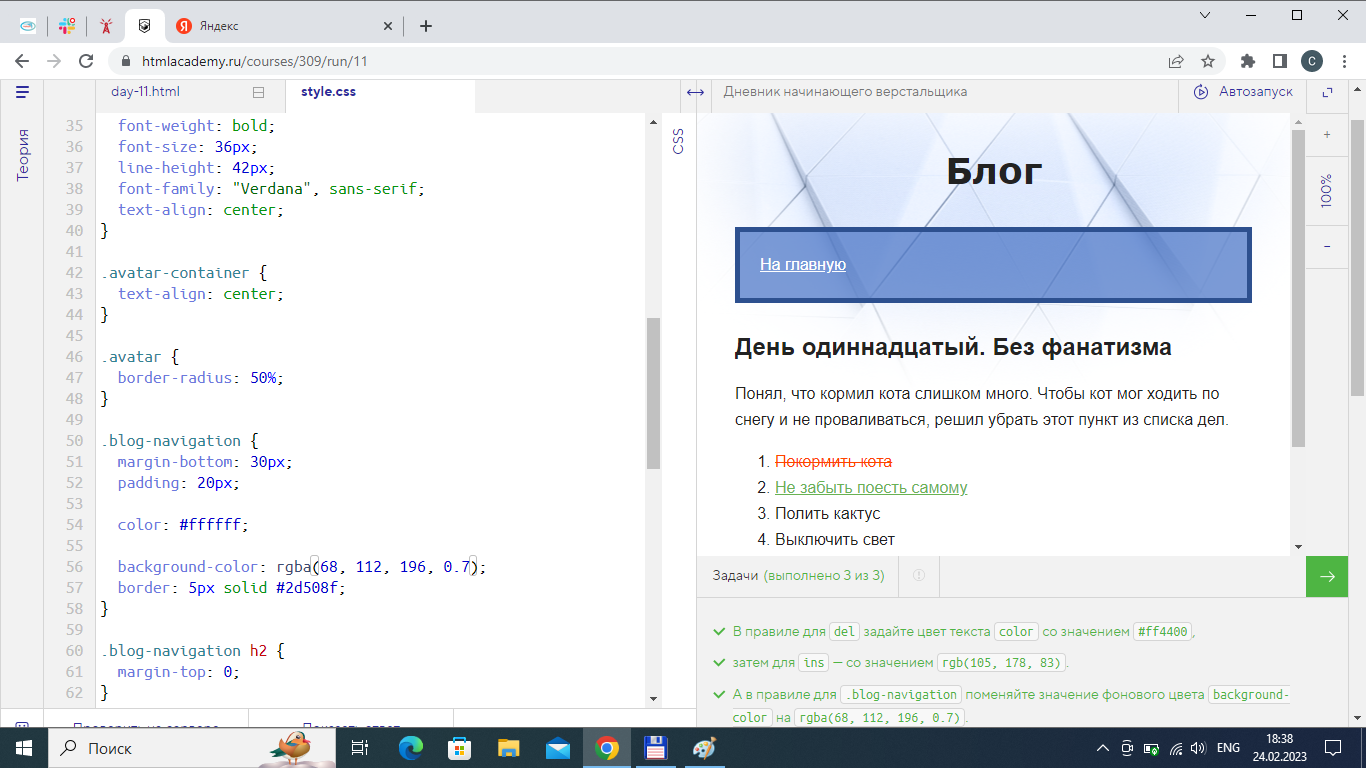 Яндекс
htmlacademy.ru/courses/309/run/11
C
day-11.html
style.css
Дневник начинающего верстальщика
Автозапуск
Теория
CSS
100%
35 font-weight: bold;
36 font-size: 36px;
37 line-height: 42px;
38 font-family: "Verdana", sans-serif;
39 text-align: center;
40 }
41
42 .avatar-container {
43 text-align: center;
44 }
45
46 .avatar {
47 border-radius: 50%;
48 }
49
50 .blog-navigation {
51 margin-bottom: 30px;
52 padding: 20px;
53
54 color: #ffffff;
55
56 background-color: rgba(68, 112, 196, 0.7);
57 border: 5px solid #2d508f;
58 }
59
60 .blog-navigation h2 {
61 margin-top: 0;
62 }
Блог
На главную
День одиннадцатый. Без фанатизма
Понял, что кормил кота слишком много. Чтобы кот мог ходить по
снегу и не проваливаться, решил убрать этот пункт из списка дел.
1. Покормить кота
2. Не забыть поесть самому
3. Полить кактус
4. Выключить свет
Задачи (выполнено 3 из 3)
В правиле для del задайте цвет текста color со значением #ff4400,
затем для ins — со значением rgb(105, 178, 83).
А в правиле для .blog-navigation поменяйте значение фонового цвета background-
color на rgba(68, 112, 196, 0.7).
Проверить на сервере
Показать ответ
Поиск
ENG
18:38
24.02.2023